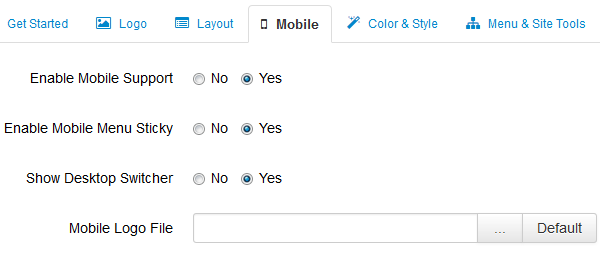 Get Started Logo Layout Mobile Color & Style Menu & Site Tools
Enable Mobile Support No Yes
Enable Mobile Menu Sticky No Yes
Show Desktop Switcher No Yes
Mobile Logo File ... Default